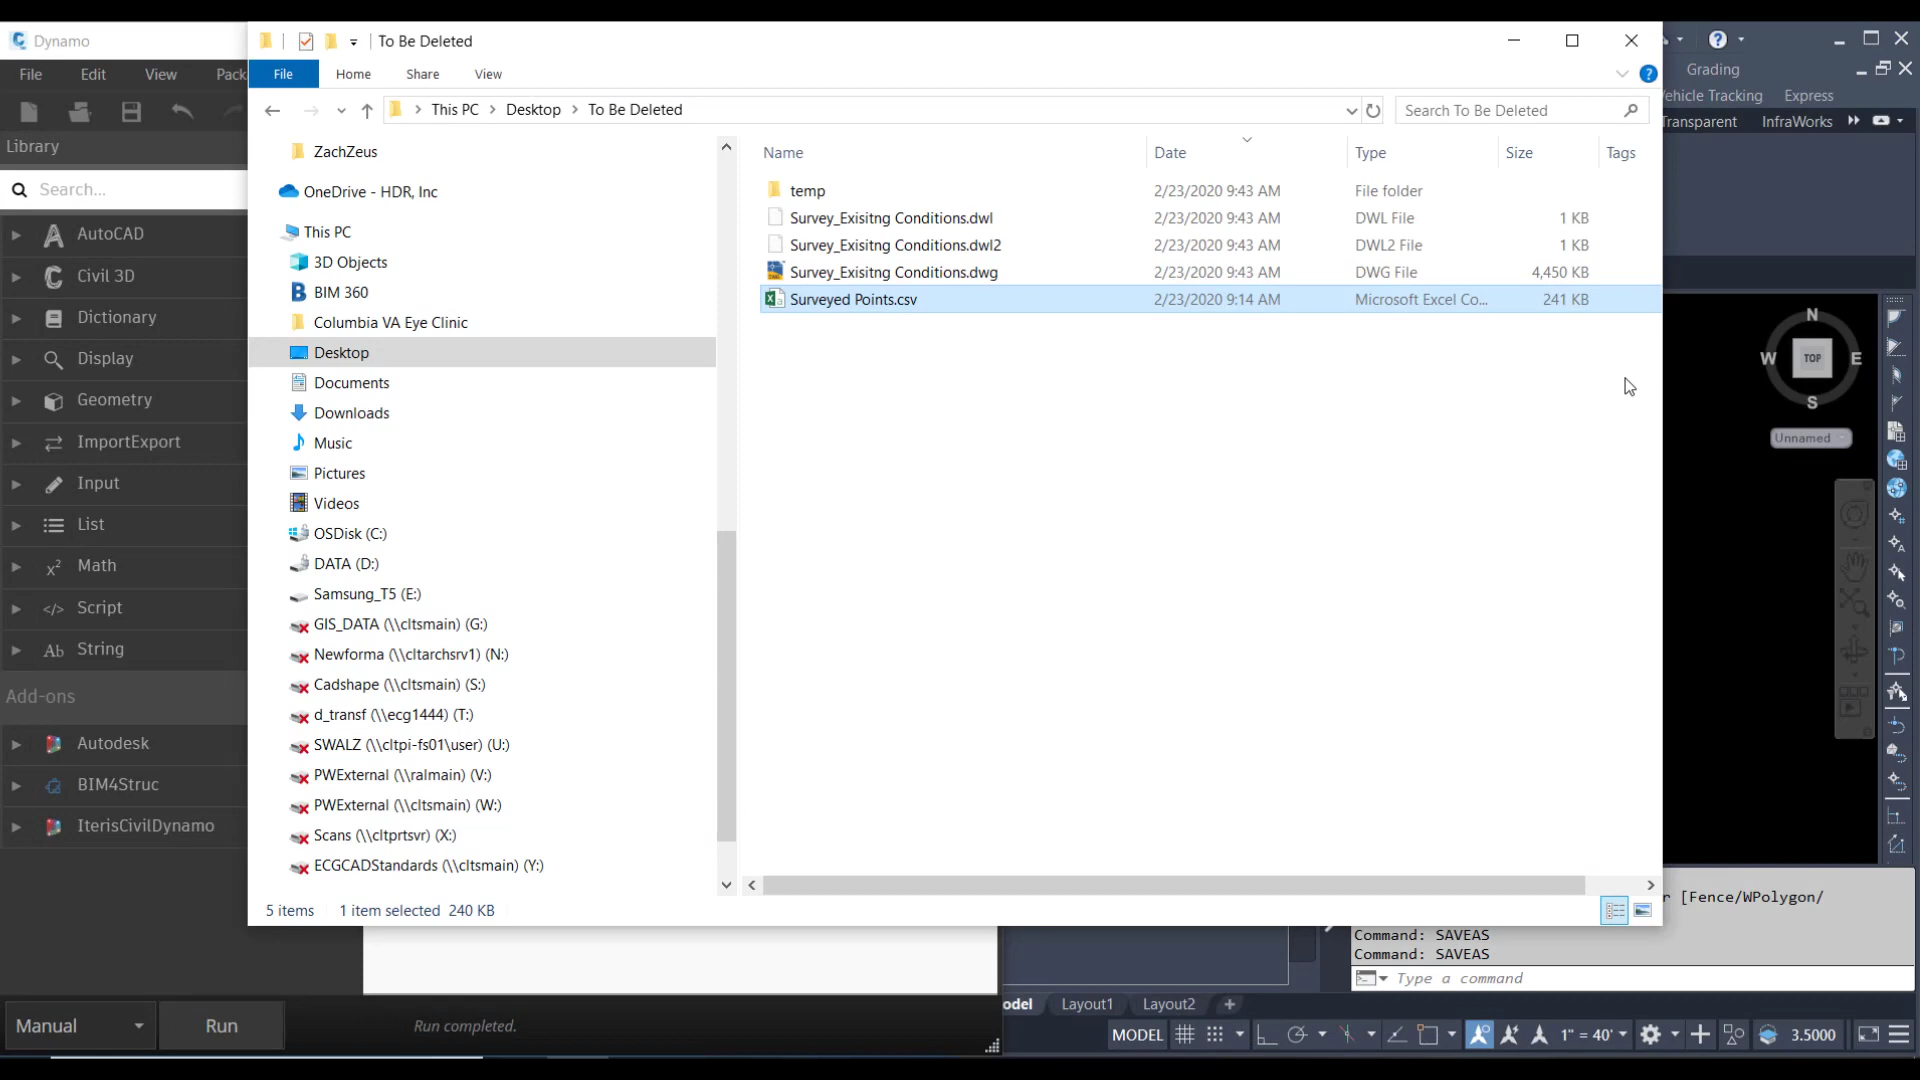 Dynamo
File Edit View Pack
Library
Search...
AutoCAD
Civil 3D
Dictionary
Display
Geometry
ImportExport
Input
List
Math
Script
String
Add-ons
Autodesk
BIM4Struc
IterisCivilDynamo
Manual Run Run completed.
To Be Deleted
File Home Share View
This PC Desktop To Be Deleted
Search To Be Deleted
ZachZeus
OneDrive - HDR, Inc
This PC
3D Objects
BIM 360
Columbia VA Eye Clinic
Desktop
Documents
Downloads
Music
Pictures
Videos
OSDisk (C:)
DATA (D:)
Samsung_T5 (E:)
GIS_DATA (\\cltsmain) (G:)
Newforma (\\cltarchsrv1) (N:)
Cadshape (\\cltsmain) (S:)
d_transf (\\ecg1444) (T:)
SWALZ (\\cltpi-fs01\user) (U:)
PWExternal (\\ralmain) (V:)
PWExternal (\\cltsmain) (W:)
Scans (\\cltprtsvr) (X:)
ECGCADStandards (\\cltsmain) (Y:)
Name Date Type Size Tags
temp 2/23/2020 9:43 AM File folder
Survey_Exisitng Conditions.dwl 2/23/2020 9:43 AM DWL File 1 KB
Survey_Exisitng Conditions.dwl2 2/23/2020 9:43 AM DWL2 File 1 KB
Survey_Exisitng Conditions.dwg 2/23/2020 9:43 AM DWG File 4,450 KB
Surveyed Points.csv 2/23/2020 9:14 AM Microsoft Excel Co... 241 KB
5 items 1 item selected 240 KB
Grading
ehicle Tracking Express
Transparent InfraWorks
N
W TOP E
S
Unnamed
r [Fence/WPolygon/
Command: SAVEAS
Command: SAVEAS
Type a command
odel Layout1 Layout2 +
MODEL 1" = 40' 3.5000